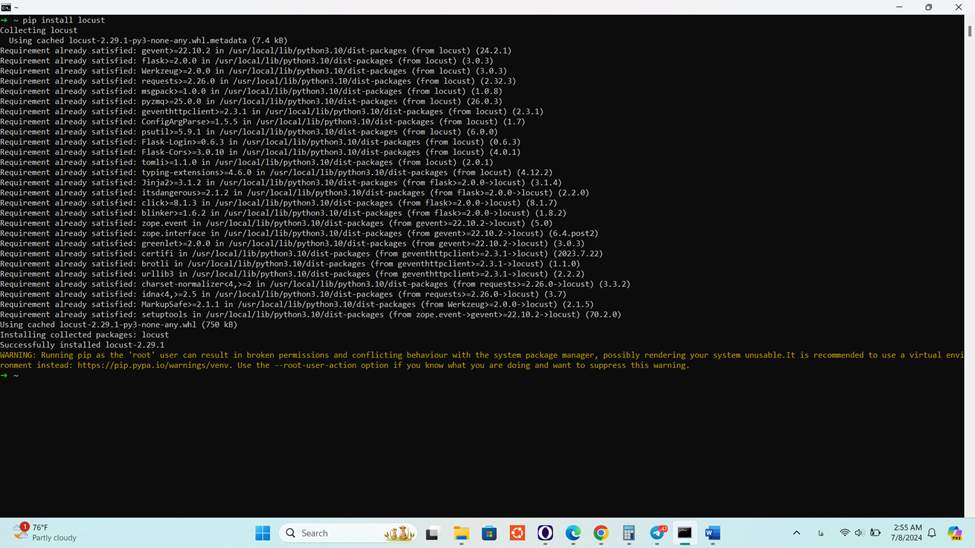 ~
→ ~ pip install locust
Collecting locust
Using cached locust-2.29.1-py3-none-any.whl.metadata (7.4 kB)
Requirement already satisfied: gevent>=22.10.2 in /usr/local/lib/python3.10/dist-packages (from locust) (24.2.1)
Requirement already satisfied: flask>=2.0.0 in /usr/local/lib/python3.10/dist-packages (from locust) (3.0.3)
Requirement already satisfied: Werkzeug>=2.0.0 in /usr/local/lib/python3.10/dist-packages (from locust) (3.0.3)
Requirement already satisfied: requests>=2.26.0 in /usr/local/lib/python3.10/dist-packages (from locust) (2.32.3)
Requirement already satisfied: msgpack>=1.0.0 in /usr/local/lib/python3.10/dist-packages (from locust) (1.0.8)
Requirement already satisfied: pyzmq>=25.0.0 in /usr/local/lib/python3.10/dist-packages (from locust) (26.0.3)
Requirement already satisfied: geventhttpclient>=2.3.1 in /usr/local/lib/python3.10/dist-packages (from locust) (2.3.1)
Requirement already satisfied: ConfigArgParse>=1.5.5 in /usr/local/lib/python3.10/dist-packages (from locust) (1.7)
Requirement already satisfied: psutil>=5.9.1 in /usr/local/lib/python3.10/dist-packages (from locust) (6.0.0)
Requirement already satisfied: Flask-Login>=0.6.3 in /usr/local/lib/python3.10/dist-packages (from locust) (0.6.3)
Requirement already satisfied: Flask-Cors>=3.0.10 in /usr/local/lib/python3.10/dist-packages (from locust) (4.0.1)
Requirement already satisfied: tomli>=1.1.0 in /usr/local/lib/python3.10/dist-packages (from locust) (2.0.1)
Requirement already satisfied: typing-extensions>=4.6.0 in /usr/local/lib/python3.10/dist-packages (from locust) (4.12.2)
Requirement already satisfied: Jinja2>=3.1.2 in /usr/local/lib/python3.10/dist-packages (from flask>=2.0.0->locust) (3.1.4)
Requirement already satisfied: itsdangerous>=2.1.2 in /usr/local/lib/python3.10/dist-packages (from flask>=2.0.0->locust) (2.2.0)
Requirement already satisfied: click>=8.1.3 in /usr/local/lib/python3.10/dist-packages (from flask>=2.0.0->locust) (8.1.7)
Requirement already satisfied: blinker>=1.6.2 in /usr/local/lib/python3.10/dist-packages (from flask>=2.0.0->locust) (1.8.2)
Requirement already satisfied: zope.event in /usr/local/lib/python3.10/dist-packages (from gevent>=22.10.2->locust) (5.0)
Requirement already satisfied: zope.interface in /usr/local/lib/python3.10/dist-packages (from gevent>=22.10.2->locust) (6.4.post2)
Requirement already satisfied: greenlet>=2.0.0 in /usr/local/lib/python3.10/dist-packages (from gevent>=22.10.2->locust) (3.0.3)
Requirement already satisfied: certifi in /usr/local/lib/python3.10/dist-packages (from geventhttpclient>=2.3.1->locust) (2023.7.22)
Requirement already satisfied: brotli in /usr/local/lib/python3.10/dist-packages (from geventhttpclient>=2.3.1->locust) (1.1.0)
Requirement already satisfied: urllib3 in /usr/local/lib/python3.10/dist-packages (from geventhttpclient>=2.3.1->locust) (2.2.2)
Requirement already satisfied: charset-normalizer<4,>=2 in /usr/local/lib/python3.10/dist-packages (from requests>=2.26.0->locust) (3.3.2)
Requirement already satisfied: idna<4,>=2.5 in /usr/local/lib/python3.10/dist-packages (from requests>=2.26.0->locust) (3.7)
Requirement already satisfied: MarkupSafe>=2.1.1 in /usr/local/lib/python3.10/dist-packages (from Werkzeug>=2.0.0->locust) (2.1.5)
Requirement already satisfied: setuptools in /usr/local/lib/python3.10/dist-packages (from zope.event->gevent>=22.10.2->locust) (70.2.0)
Using cached locust-2.29.1-py3-none-any.whl (750 kB)
Installing collected packages: locust
Successfully installed locust-2.29.1
WARNING: Running pip as the 'root' user can result in broken permissions and conflicting behaviour with the system package manager, possibly rendering your system unusable.It is recommended to use a virtual envi
ronment instead: https://pip.pypa.io/warnings/venv. Use the --root-user-action option if you know what you are doing and want to suppress this warning.
→ ~
1
76°F
Partly cloudy
Search
47
فا
2:55 AM
7/8/2024
PRE